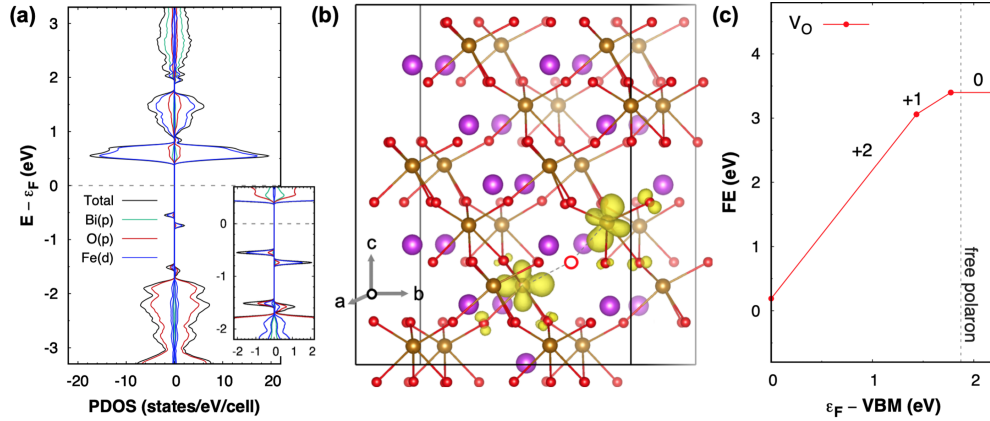 (a)
3
2
1
0
-1
-2
-3
E - εF (eV)
Total
Bi(p)
O(p)
Fe(d)
0
-1
-2
-2 0 2
-20 -10 0 10 20
PDOS (states/eV/cell)
(b)
c
a
b
(c)
VO
4
3
2
1
0
FE (eV)
+2
+1
0
free polaron
0 1 2
εF – VBM (eV)